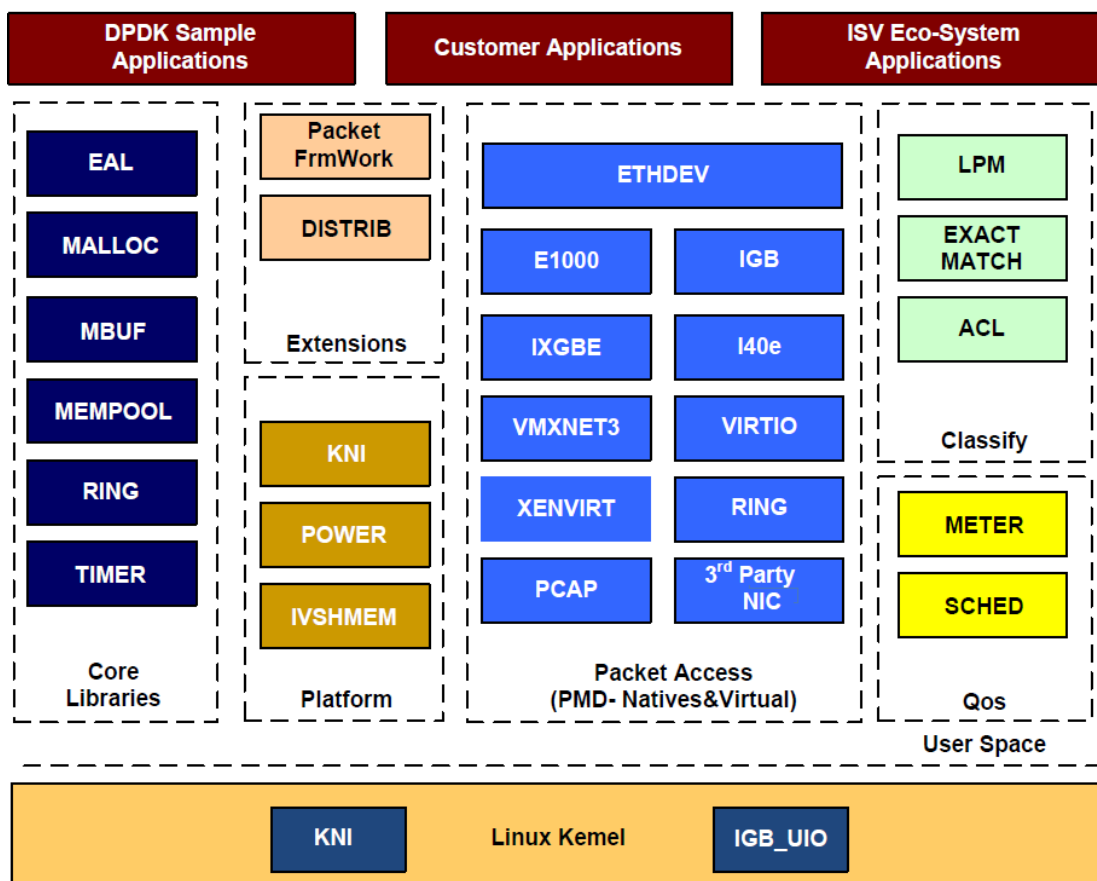 DPDK Sample
Applications
Customer Applications
ISV Eco-System
Applications
EAL
MALLOC
MBUF
MEMPOOL
RING
TIMER
Core
Libraries
Packet
FrmWork
DISTRIB
Extensions
KNI
POWER
IVSHMEM
Platform
ETHDEV
E1000
IGB
IXGBE
I40e
VMXNET3
VIRTIO
XENVIRT
RING
PCAP
3rd Party
NIC
Packet Access
(PMD- Natives&Virtual)
LPM
EXACT
MATCH
ACL
Classify
METER
SCHED
Qos
User Space
KNI
Linux Kernel
IGB_UIO